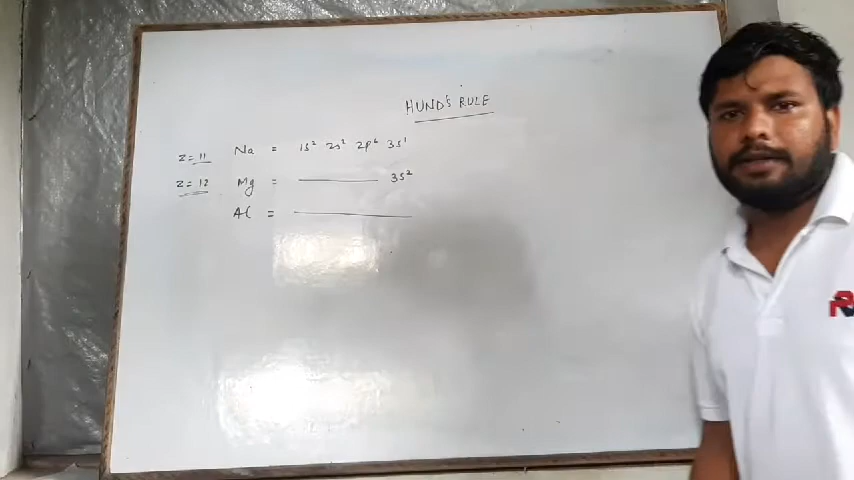 HUND'S RULE
Z=11 Na = 1s² 2s² 2p⁶ 3s¹
Z=12 Mg = ——— 3s²
Al = ———